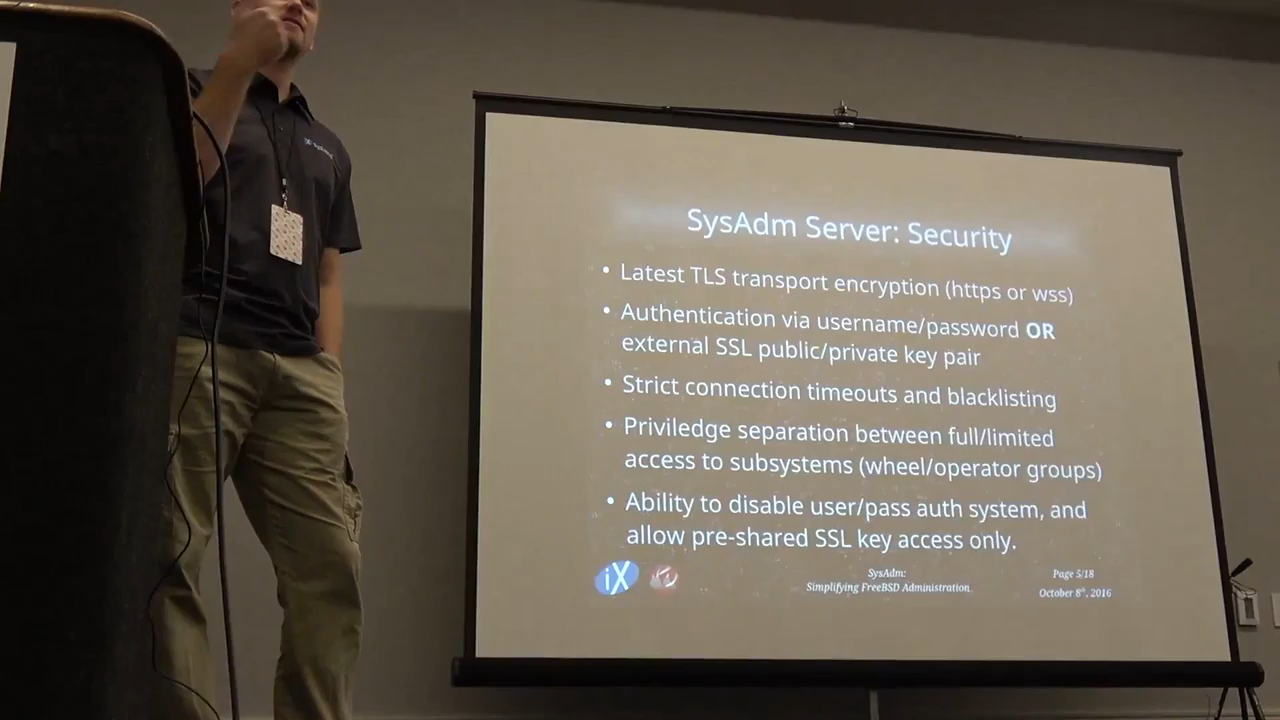 SysAdm Server: Security
• Latest TLS transport encryption (https or wss)
• Authentication via username/password OR
external SSL public/private key pair
• Strict connection timeouts and blacklisting
• Priviledge separation between full/limited
access to subsystems (wheel/operator groups)
• Ability to disable user/pass auth system, and
allow pre-shared SSL key access only.
iX
SysAdm:
Simplifying FreeBSD Administration
Page 5/18
October 8th, 2016